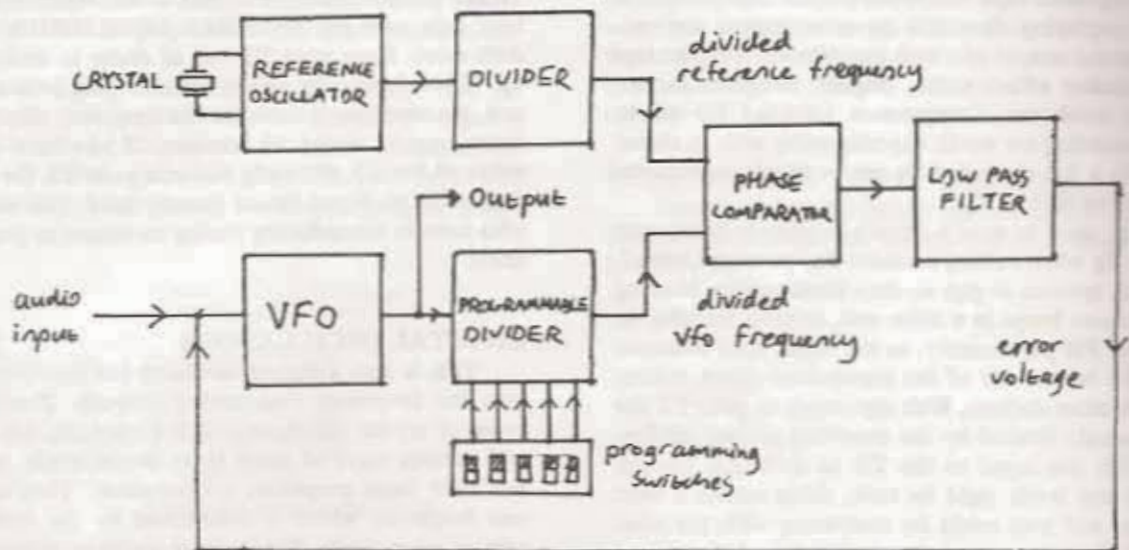 CRYSTAL
REFERENCE
OSCILLATOR
DIVIDER
divided
reference frequency
PHASE
COMPARATOR
LOW PASS
FILTER
Output
audio
input
VFO
PROGRAMMABLE
DIVIDER
divided
vfo frequency
error
voltage
programming
switches